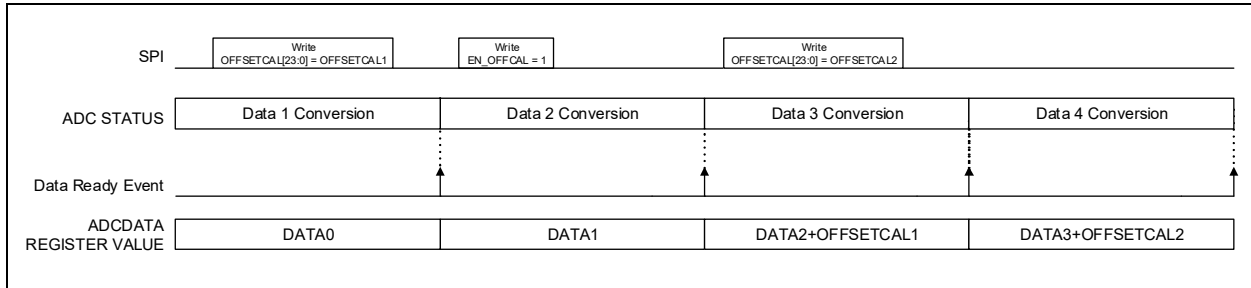 Write
OFFSETCAL[23:0] = OFFSETCAL1
Write
EN_OFFCAL = 1
Write
OFFSETCAL[23:0] = OFFSETCAL2
SPI
ADC STATUS
Data 1 Conversion
Data 2 Conversion
Data 3 Conversion
Data 4 Conversion
Data Ready Event
ADCDATA
REGISTER VALUE
DATA0
DATA1
DATA2+OFFSETCAL1
DATA3+OFFSETCAL2